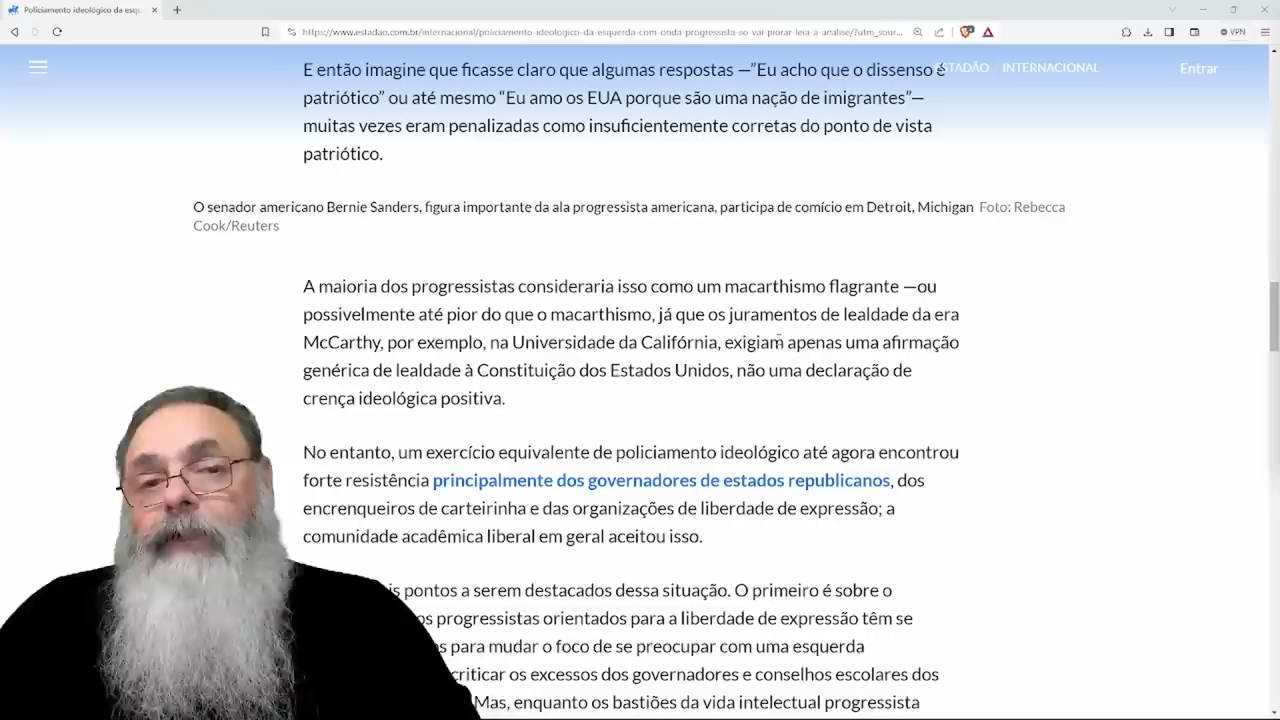 Policiamento ideológico da esqu
https://www.estadao.com.br/internacional/policiamento-ideologico-da-esquerda-com-onda-progressista-so-vai-piorar-leia-a-analise/?utm_sour...
VPN
E então imagine que ficasse claro que algumas respostas —”Eu acho que o dissenso é
ESTADÃO INTERNACIONAL
Entrar
patriótico” ou até mesmo “Eu amo os EUA porque são uma nação de imigrantes”—
muitas vezes eram penalizadas como insuficientemente corretas do ponto de vista
patriótico.
O senador americano Bernie Sanders, figura importante da ala progressista americana, participa de comício em Detroit, Michigan Foto: Rebecca
Cook/Reuters
A maioria dos progressistas consideraria isso como um macarthismo flagrante —ou
possivelmente até pior do que o macarthismo, já que os juramentos de lealdade da era
McCarthy, por exemplo, na Universidade da Califórnia, exigiam apenas uma afirmação
genérica de lealdade à Constituição dos Estados Unidos, não uma declaração de
crença ideológica positiva.
No entanto, um exercício equivalente de policiamento ideológico até agora encontrou
forte resistência principalmente dos governadores de estados republicanos, dos
encrenqueiros de carteirinha e das organizações de liberdade de expressão; a
comunidade acadêmica liberal em geral aceitou isso.
pontos a serem destacados dessa situação. O primeiro é sobre o
os progressistas orientados para a liberdade de expressão têm se
para mudar o foco de se preocupar com uma esquerda
criticar os excessos dos governadores e conselhos escolares dos
Mas, enquanto os bastiões da vida intelectual progressista